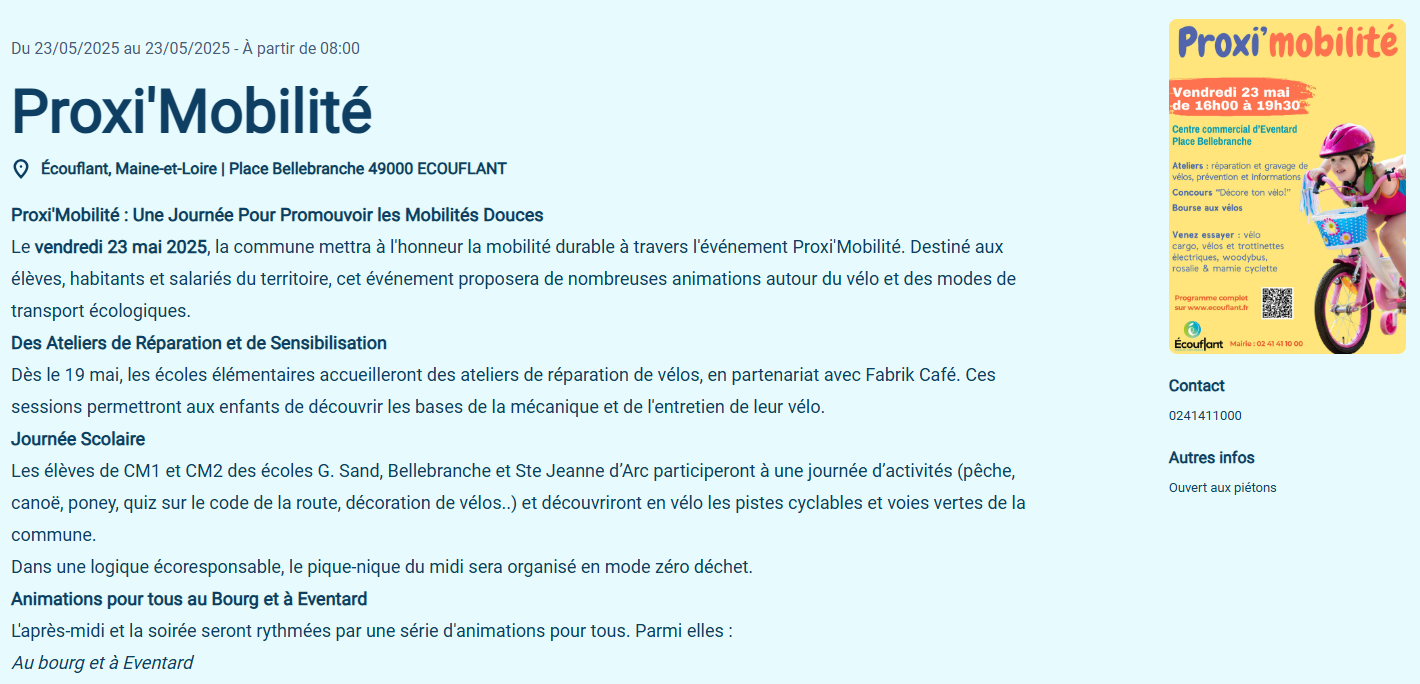 Du 23/05/2025 au 23/05/2025 - À partir de 08:00
Proxi'Mobilité
Écouflant, Maine-et-Loire | Place Bellebranche 49000 ECOUFLANT
Proxi'Mobilité : Une Journée Pour Promouvoir les Mobilités Douces
Le vendredi 23 mai 2025, la commune mettra à l'honneur la mobilité durable à travers l'événement Proxi'Mobilité. Destiné aux
élèves, habitants et salariés du territoire, cet événement proposera de nombreuses animations autour du vélo et des modes de
transport écologiques.
Des Ateliers de Réparation et de Sensibilisation
Dès le 19 mai, les écoles élémentaires accueilleront des ateliers de réparation de vélos, en partenariat avec Fabrik Café. Ces
sessions permettront aux enfants de découvrir les bases de la mécanique et de l'entretien de leur vélo.
Journée Scolaire
Les élèves de CM1 et CM2 des écoles G. Sand, Bellebranche et Ste Jeanne d’Arc participeront à une journée d’activités (pêche,
canoë, poney, quiz sur le code de la route, décoration de vélos..) et découvriront en vélo les pistes cyclables et voies vertes de la
commune.
Dans une logique écoresponsable, le pique-nique du midi sera organisé en mode zéro déchet.
Animations pour tous au Bourg et à Eventard
L'après-midi et la soirée seront rythmées par une série d'animations pour tous. Parmi elles :
Au bourg et à Eventard
Proxi’mobilité
Vendredi 23 mai
de 16h00 à 19h30
Centre commercial d’Eventard
Place Bellebranche
Ateliers : réparation et gravage de
vélos, prévention et informations
Concours “Décore ton vélo!”
Bourse aux vélos
Venez essayer : vélo
cargo, vélos et trottinettes
électriques, woodybus,
rosalie & mamie cyclette
Programme complet
sur www.ecouflant.fr
Écouflant
Mairie : 02 41 41 10 00
Contact
0241411000
Autres infos
Ouvert aux piétons